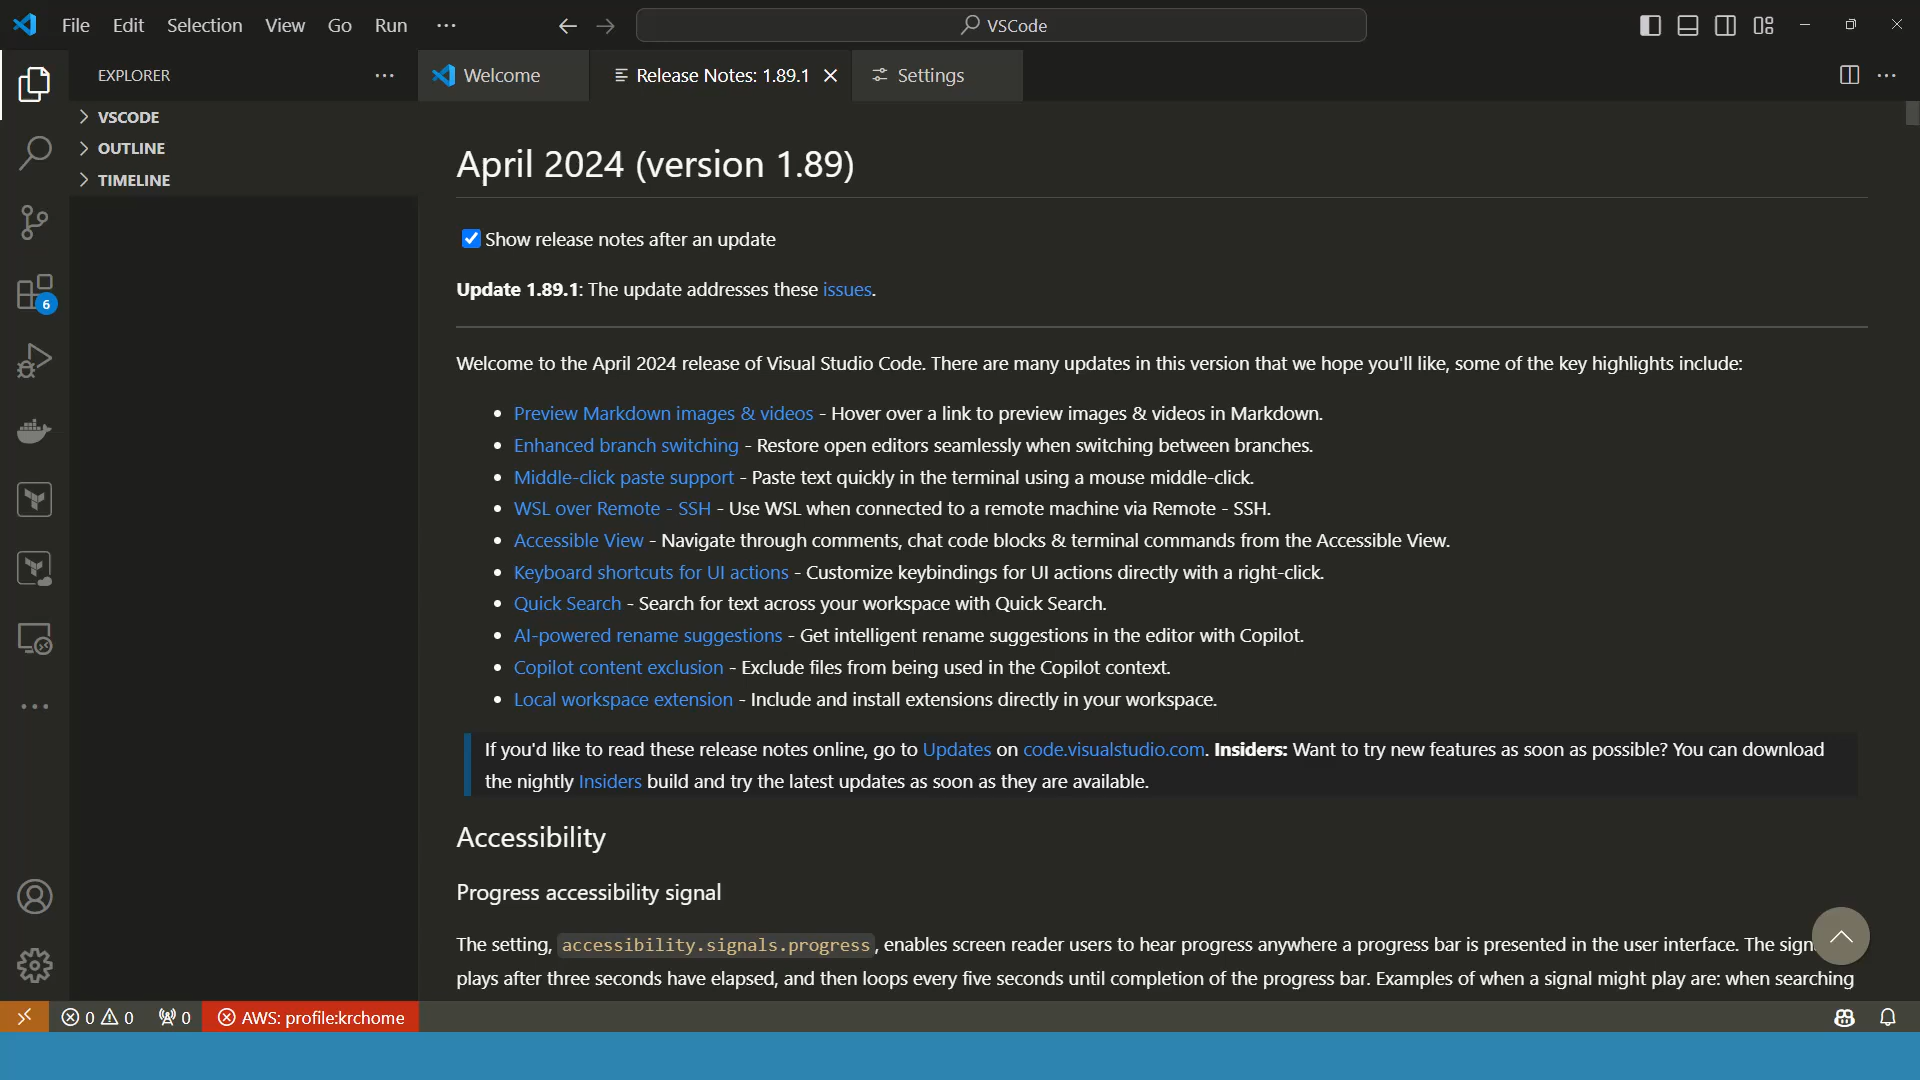 File Edit Selection View Go Run ...
VSCode
EXPLORER ...
Welcome
Release Notes: 1.89.1
Settings
VSCODE
OUTLINE
TIMELINE
6
April 2024 (version 1.89)
Show release notes after an update
Update 1.89.1: The update addresses these issues.
Welcome to the April 2024 release of Visual Studio Code. There are many updates in this version that we hope you'll like, some of the key highlights include:
• Preview Markdown images & videos - Hover over a link to preview images & videos in Markdown.
• Enhanced branch switching - Restore open editors seamlessly when switching between branches.
• Middle-click paste support - Paste text quickly in the terminal using a mouse middle-click.
• WSL over Remote - SSH - Use WSL when connected to a remote machine via Remote - SSH.
• Accessible View - Navigate through comments, chat code blocks & terminal commands from the Accessible View.
• Keyboard shortcuts for UI actions - Customize keybindings for UI actions directly with a right-click.
• Quick Search - Search for text across your workspace with Quick Search.
• AI-powered rename suggestions - Get intelligent rename suggestions in the editor with Copilot.
• Copilot content exclusion - Exclude files from being used in the Copilot context.
• Local workspace extension - Include and install extensions directly in your workspace.
If you'd like to read these release notes online, go to Updates on code.visualstudio.com. Insiders: Want to try new features as soon as possible? You can download
the nightly Insiders build and try the latest updates as soon as they are available.
Accessibility
Progress accessibility signal
The setting, accessibility.signals.progress, enables screen reader users to hear progress anywhere a progress bar is presented in the user interface. The sign
plays after three seconds have elapsed, and then loops every five seconds until completion of the progress bar. Examples of when a signal might play are: when searching
0 0 0 AWS: profile:krchome